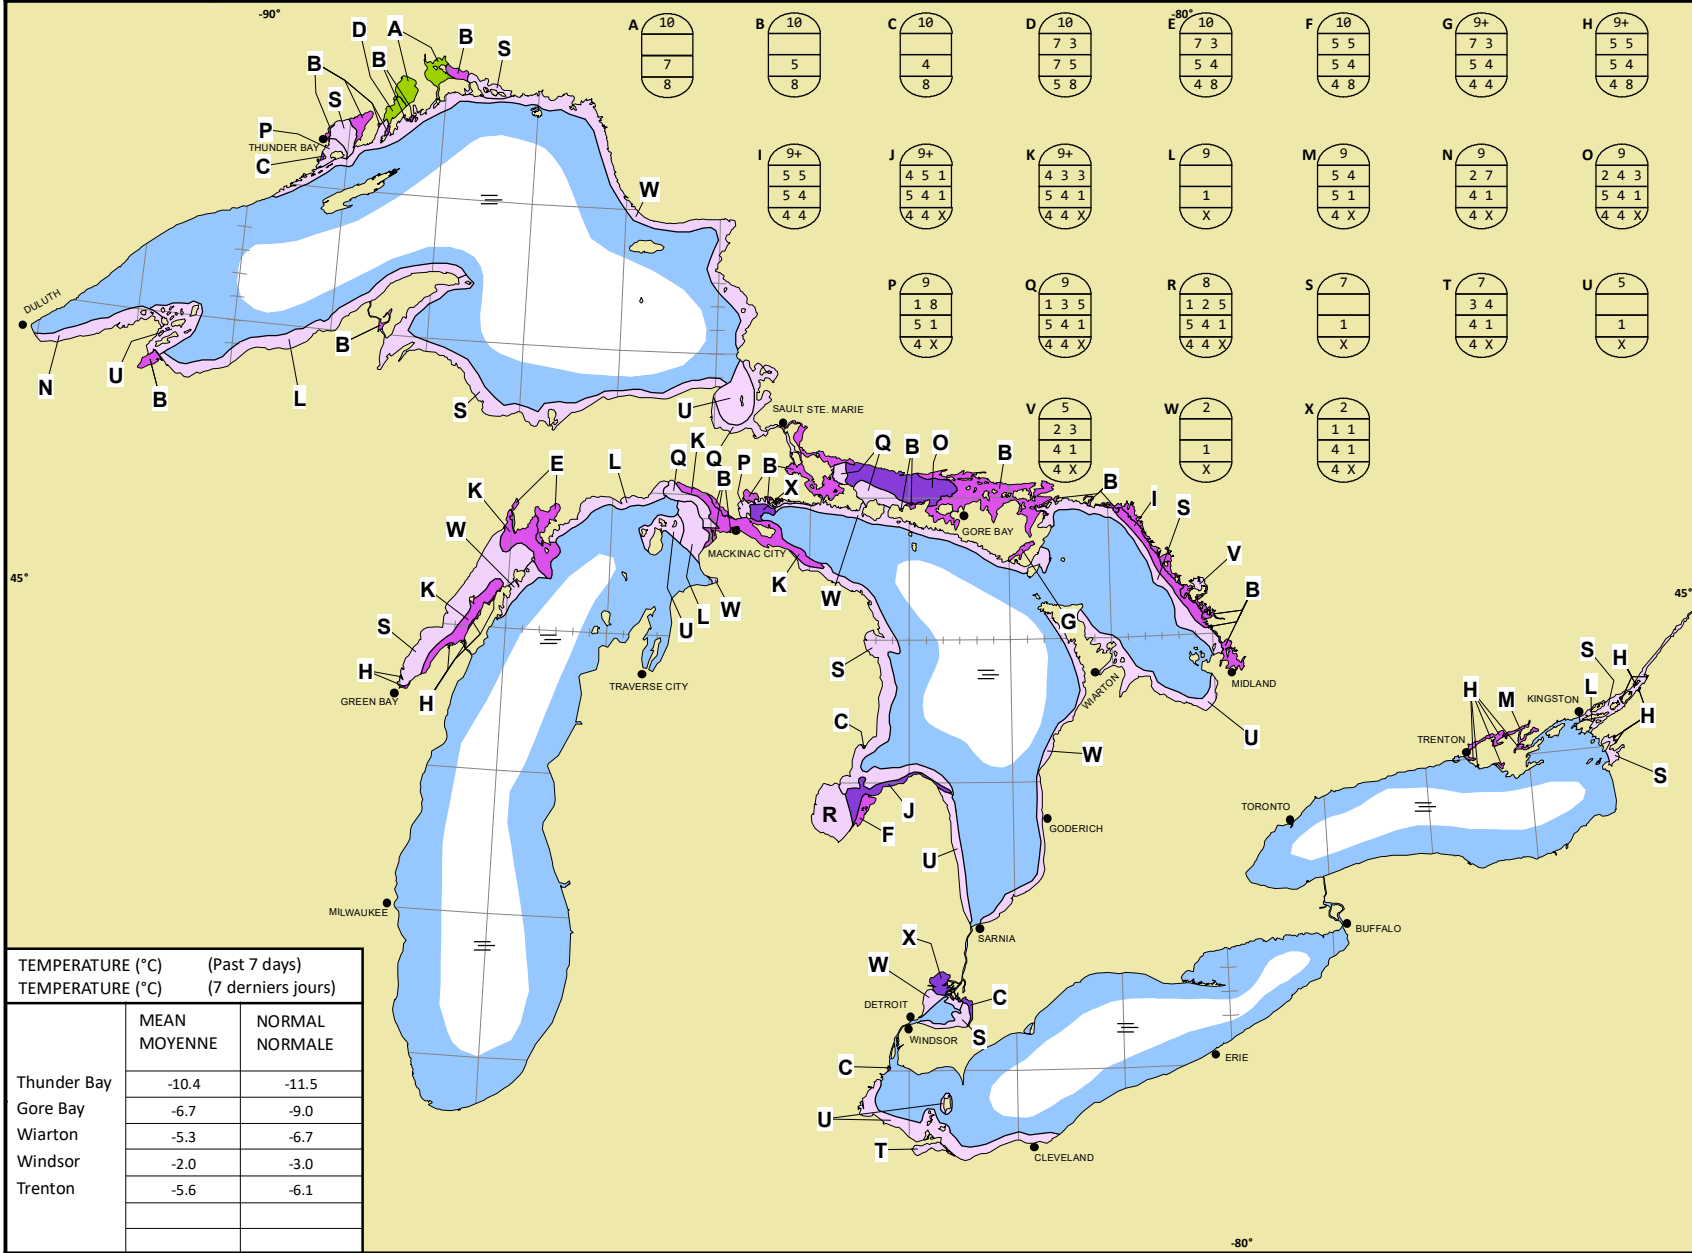 -90°
-80°
A
10
7
8
B
10
5
8
C
10
4
8
D
10
7 3
7 5
5 8
E
10
7 3
5 4
4 8
F
10
5 5
5 4
4 8
G
9+
7 3
5 4
4 4
H
9+
5 5
5 4
4 8
I
9+
5 5
5 4
4 4
J
9+
4 5 1
5 4 1
4 4 X
K
9+
4 3 3
5 4 1
4 4 X
L
9
1
X
M
9
5 4
5 1
4 X
N
9
2 7
4 1
4 X
O
9
2 4 3
5 4 1
4 4 X
P
9
1 8
5 1
4 X
Q
9
1 3 5
5 4 1
4 4 X
R
8
1 2 5
5 4 1
4 4 X
S
7
1
X
T
7
3 4
4 1
4 X
U
5
1
X
V
5
2 3
4 1
4 X
W
2
1
X
X
2
1 1
4 1
4 X
D
A
B
S
B
B
S
P
THUNDER BAY
C
W
DULUTH
B
N
U
B
L
S
U
SAULT STE. MARIE
K
Q
Q
P
B
B
X
Q
B
O
B
B
I
S
E
L
K
W
GORE BAY
MACKINAC CITY
V
45°
K
K
W
B
45°
S
W
G
L
U
H
S
H
TRAVERSE CITY
GREEN BAY
H
WIARTON
MIDLAND
S
H
L
H
M
KINGSTON
H
C
U
W
TRENTON
S
R
J
F
GODERICH
TORONTO
U
MILWAUKEE
X
SARNIA
BUFFALO
W
C
DETROIT
S
WINDSOR
C
ERIE
U
T
CLEVELAND
-80°
TEMPERATURE (°C) (Past 7 days)
TEMPERATURE (°C) (7 derniers jours)
MEAN NORMAL
MOYENNE NORMALE
Thunder Bay -10.4 -11.5
Gore Bay -6.7 -9.0
Wiarton -5.3 -6.7
Windsor -2.0 -3.0
Trenton -5.6 -6.1